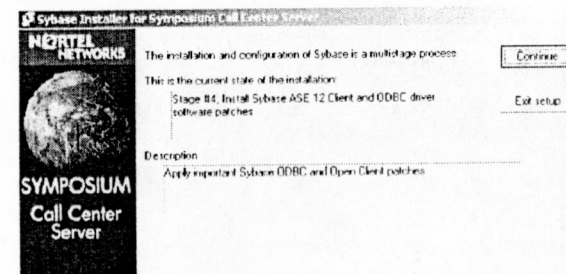 Sybase Installer for Symposium Call Center Server
NORTEL
NETWORKS
The installation and configuration of Sybase is a multistage process.
Continue
This is the current state of the installation:
Stage #4, Install Sybase ASE 12 Client and ODBC driver
software patches
Exit setup
Description
Apply important Sybase ODBC and Open Client patches
SYMPOSIUM
Call Center
Server